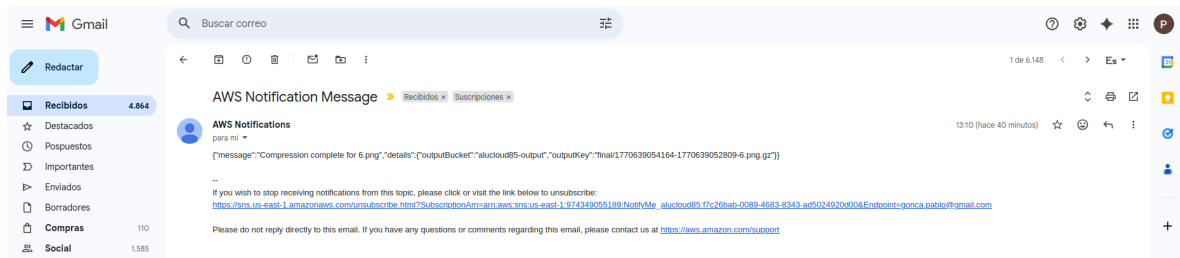 Gmail
Buscar correo
P
Redactar
1 de 6.148
Es
AWS Notification Message
Recibidos ×
Suscripciones ×
Recibidos 4.864
Destacados
Pospuestos
Importantes
Enviados
Borradores
Compras 110
Social 1.585
AWS Notifications
13:10 (hace 40 minutos)
para mí
{"message":"Compression complete for 6.png","details":{"outputBucket":"alucloud85-output","outputKey":"final/1770639054164-1770639052809-6.png.gz"}}
--
If you wish to stop receiving notifications from this topic, please click or visit the link below to unsubscribe:
https://sns.us-east-1.amazonaws.com/unsubscribe.html?SubscriptionArn=arn:aws:sns:us-east-1:974349055189:NotifyMe_alucloud85:f7c26bab-0089-4683-8343-ad5024920d00&Endpoint=gonca.pablo@gmail.com
Please do not reply directly to this email. If you have any questions or comments regarding this email, please contact us at https://aws.amazon.com/support